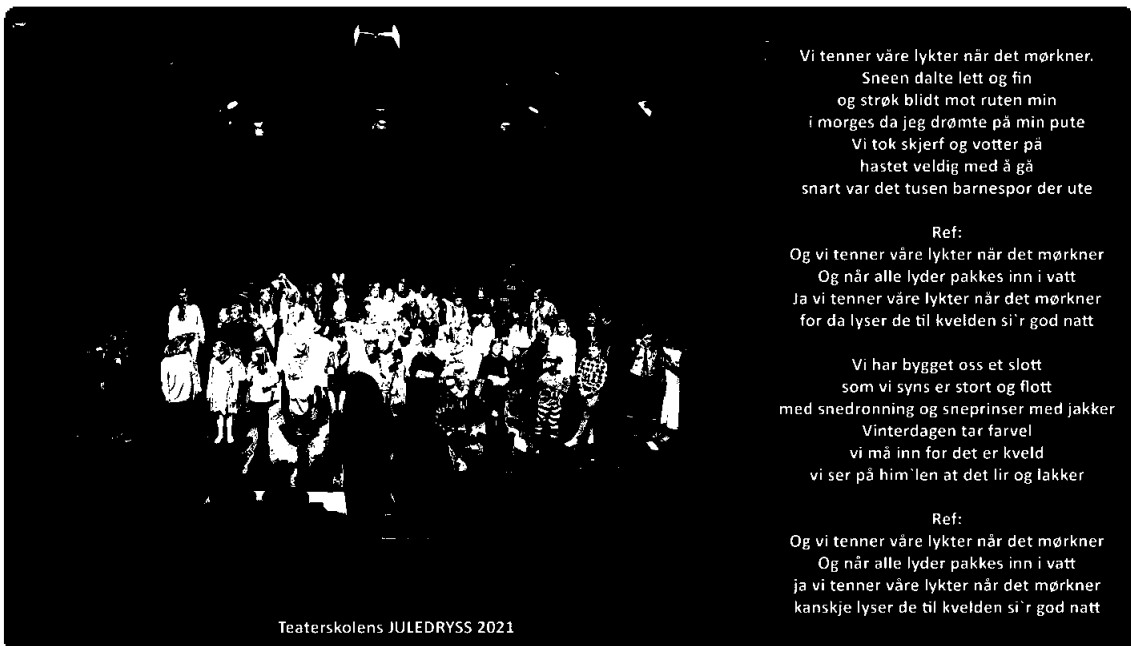 Vi tenner våre lykter når det mørkner.
Sneen dalte lett og fin
og strøk blidt mot ruten min
i morges da jeg drømte på min pute
Vi tok skjerf og votter på
hastet veldig med å gå
snart var det tusen barnespor der ute
Ref:
Og vi tenner våre lykter når det mørkner
Og når alle lyder pakkes inn i vatt
Ja vi tenner våre lykter når det mørkner
for da lyser de til kvelden si`r god natt
Vi har bygget oss et slott
som vi syns er stort og flott
med snedronning og sneprinser med jakker
Vinterdagen tar farvel
vi må inn før det er kveld
vi ser på him`len at det lir og lakker
Ref:
Og vi tenner våre lykter når det mørkner
Og når alle lyder pakkes inn i vatt
ja vi tenner våre lykter når det mørkner
kanskje lyser de til kvelden si`r god natt
Teaterskolens JULEDRYSS 2021